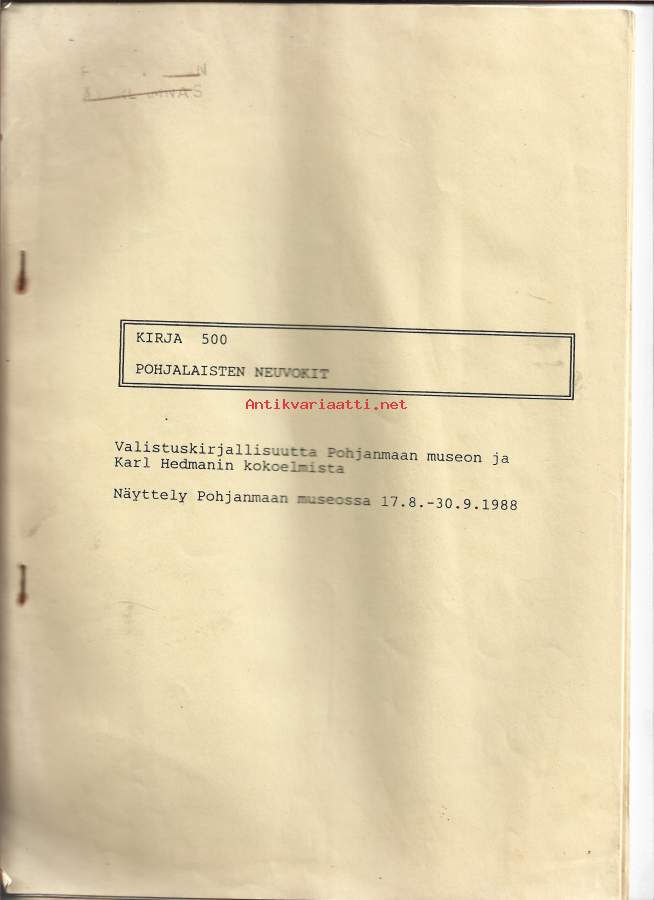 KIRJA 500
POHJALAISTEN NEUVOKIT
Antikvariaatti.net
Valistuskirjallisuutta Pohjanmaan museon ja
Karl Hedmanin kokoelmista
Näyttely Pohjanmaan museossa 17.8.-30.9.1988